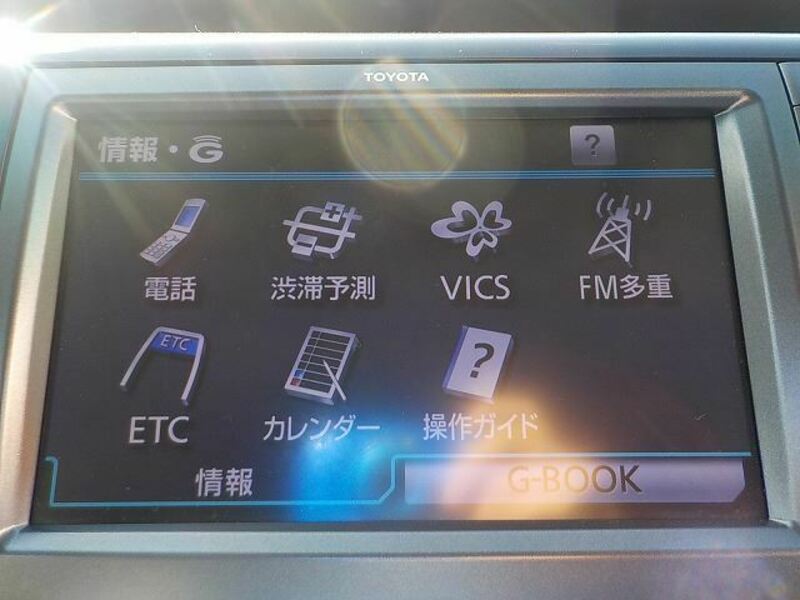 TOYOTA
情報・G
?
電話
渋滞予測
VICS
FM多重
ETC
?
ETC
カレンダー
操作ガイド
情報
G-BOOK